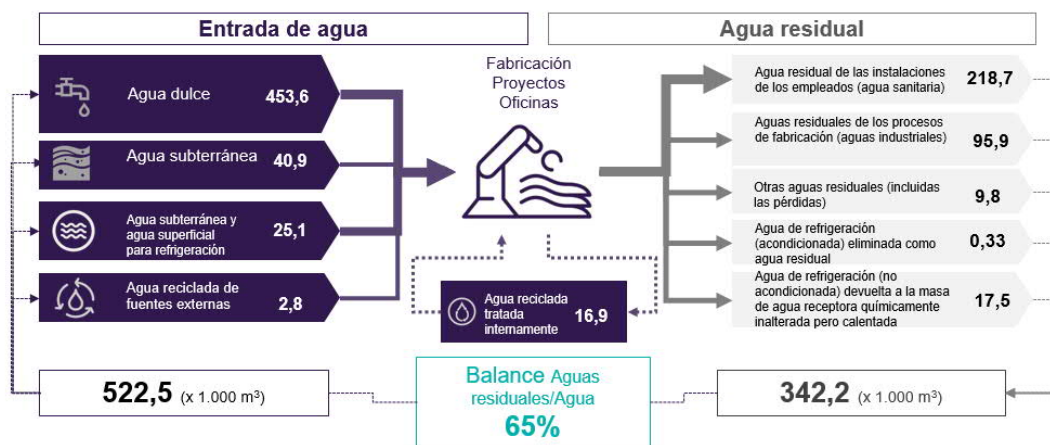 Entrada de agua
Agua residual
Agua dulce
453,6
Agua subterránea
40,9
Agua subterránea y
agua superficial
para refrigeración
25,1
Agua reciclada de
fuentes externas
2,8
Fabricación
Proyectos
Oficinas
Agua reciclada
tratada
internamente
16,9
Agua residual de las instalaciones
de los empleados (agua sanitaria)
218,7
Aguas residuales de los procesos
de fabricación (aguas industriales)
95,9
Otras aguas residuales (incluidas
las pérdidas)
9,8
Agua de refrigeración
(acondicionada) eliminada como
agua residual
0,33
Agua de refrigeración (no
acondicionada) devuelta a la masa
de agua receptora químicamente
inalterada pero calentada
17,5
522,5 (x 1.000 m³)
Balance Aguas
residuales/Agua
65%
342,2 (x 1.000 m³)